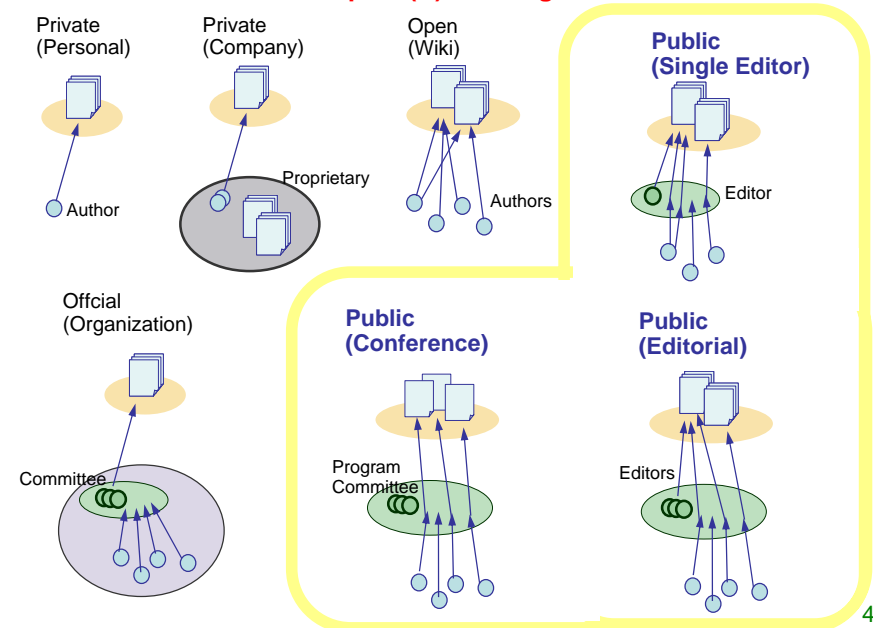 Private
(Personal)
Private
(Company)
Open
(Wiki)
Public
(Single Editor)
Author
Proprietary
Authors
Editor
Offcial
(Organization)
Public
(Conference)
Public
(Editorial)
Committee
Program
Committee
Editors
4